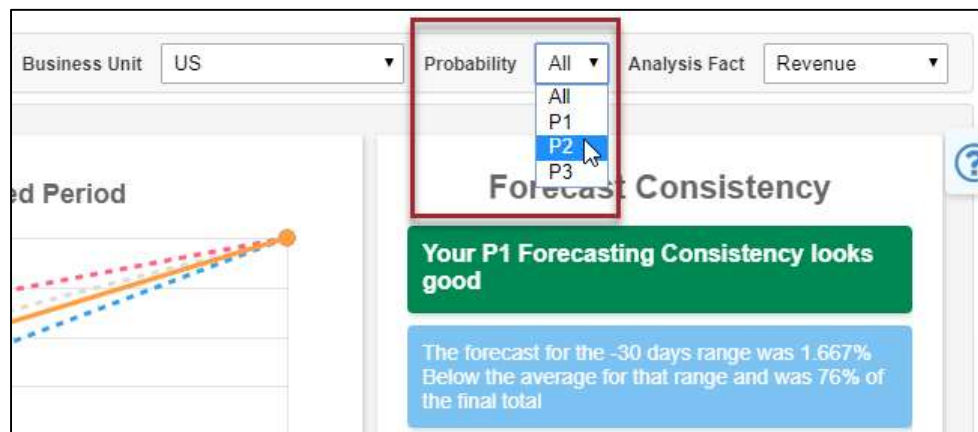 Business Unit US Probability All Analysis Fact Revenue
All
P1
P2
P3
ed Period
Forecast Consistency
Your P1 Forecasting Consistency looks
good
The forecast for the -30 days range was 1.667%
Below the average for that range and was 76% of
the final total